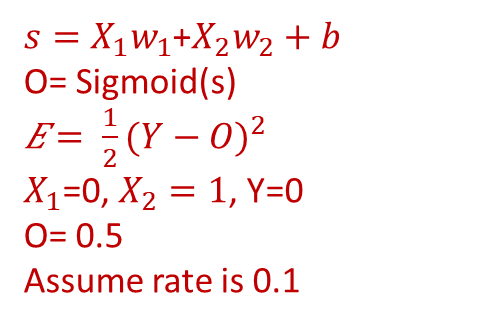 s = X₁w₁+X₂w₂ + b
O= Sigmoid(s)
E= 1/2 (Y − O)²
X₁=0, X₂ = 1, Y=0
O= 0.5
Assume rate is 0.1